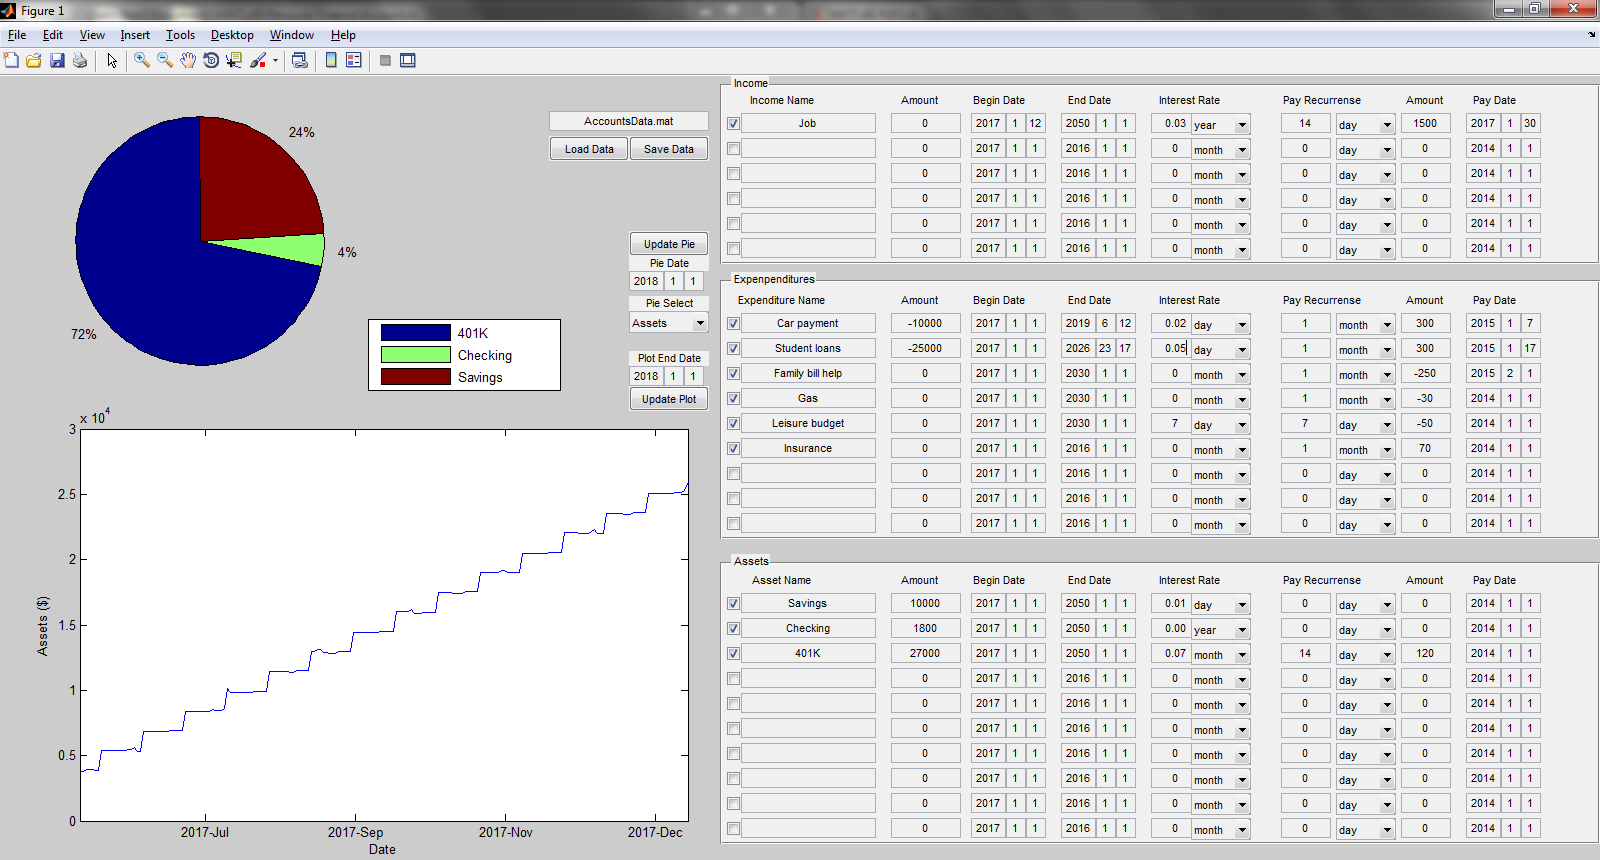 Figure 1
File Edit View Insert Tools Desktop Window Help
24%
4%
72%
401K
Checking
Savings
AccountsData.mat
Load Data Save Data
Update Pie
Pie Date
2018 1 1
Pie Select
Assets
Plot End Date
2018 1 1
Update Plot
x 10^4
3
2.5
2
1.5
1
0.5
0
Assets ($)
2017-Jul 2017-Sep 2017-Nov 2017-Dec
Date
Income
Income Name Amount Begin Date End Date Interest Rate Pay Recurrense Amount Pay Date
Job 0 2017 1 12 2050 1 1 0.03 year 14 day 1500 2017 1 30
0 2017 1 1 2016 1 1 0 month 0 day 0 2014 1 1
0 2017 1 1 2016 1 1 0 month 0 day 0 2014 1 1
0 2017 1 1 2016 1 1 0 month 0 day 0 2014 1 1
0 2017 1 1 2016 1 1 0 month 0 day 0 2014 1 1
0 2017 1 1 2016 1 1 0 month 0 day 0 2014 1 1
Expenpenditures
Expenditure Name Amount Begin Date End Date Interest Rate Pay Recurrense Amount Pay Date
Car payment -10000 2017 1 1 2019 6 12 0.02 day 1 month 300 2015 1 7
Student loans -25000 2017 1 1 2026 23 17 0.05 day 1 month 300 2015 1 17
Family bill help 0 2017 1 1 2030 1 1 0 month 1 month -250 2015 2 1
Gas 0 2017 1 1 2030 1 1 0 month 1 month -30 2014 1 1
Leisure budget 0 2017 1 1 2030 1 1 7 day 7 day -50 2014 1 1
Insurance 0 2017 1 1 2016 1 1 0 month 1 month 70 2014 1 1
0 2017 1 1 2016 1 1 0 month 0 day 0 2014 1 1
0 2017 1 1 2016 1 1 0 month 0 day 0 2014 1 1
0 2017 1 1 2016 1 1 0 month 0 day 0 2014 1 1
Assets
Asset Name Amount Begin Date End Date Interest Rate Pay Recurrense Amount Pay Date
Savings 10000 2017 1 1 2050 1 1 0.01 day 0 day 0 2014 1 1
Checking 1800 2017 1 1 2050 1 1 0.00 year 0 day 0 2014 1 1
401K 27000 2017 1 1 2050 1 1 0.07 month 14 day 120 2014 1 1
0 2017 1 1 2016 1 1 0 month 0 day 0 2014 1 1
0 2017 1 1 2016 1 1 0 month 0 day 0 2014 1 1
0 2017 1 1 2016 1 1 0 month 0 day 0 2014 1 1
0 2017 1 1 2016 1 1 0 month 0 day 0 2014 1 1
0 2017 1 1 2016 1 1 0 month 0 day 0 2014 1 1
0 2017 1 1 2016 1 1 0 month 0 day 0 2014 1 1
0 2017 1 1 2016 1 1 0 month 0 day 0 2014 1 1